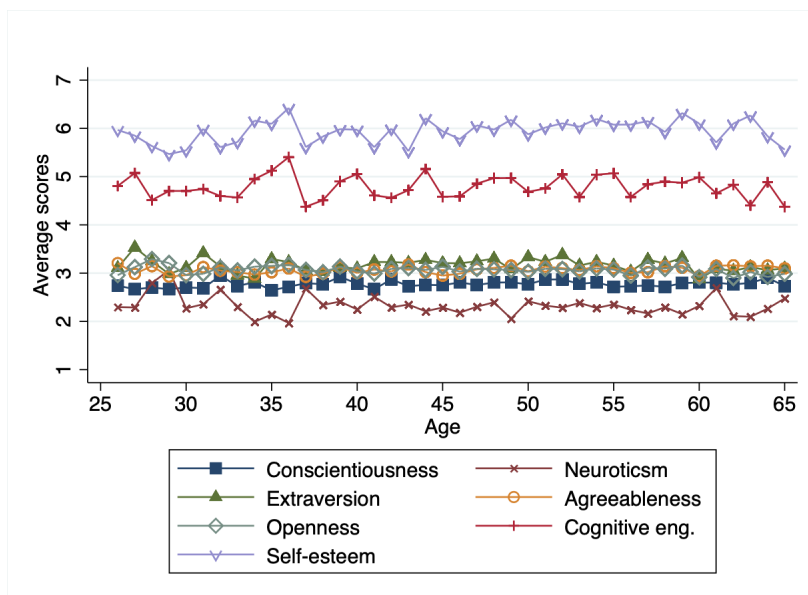 7
6
5
4
3
2
1
Average scores
25 30 35 40 45 50 55 60 65
Age
Conscientiousness Neuroticsm
Extraversion Agreeableness
Openness Cognitive eng.
Self-esteem